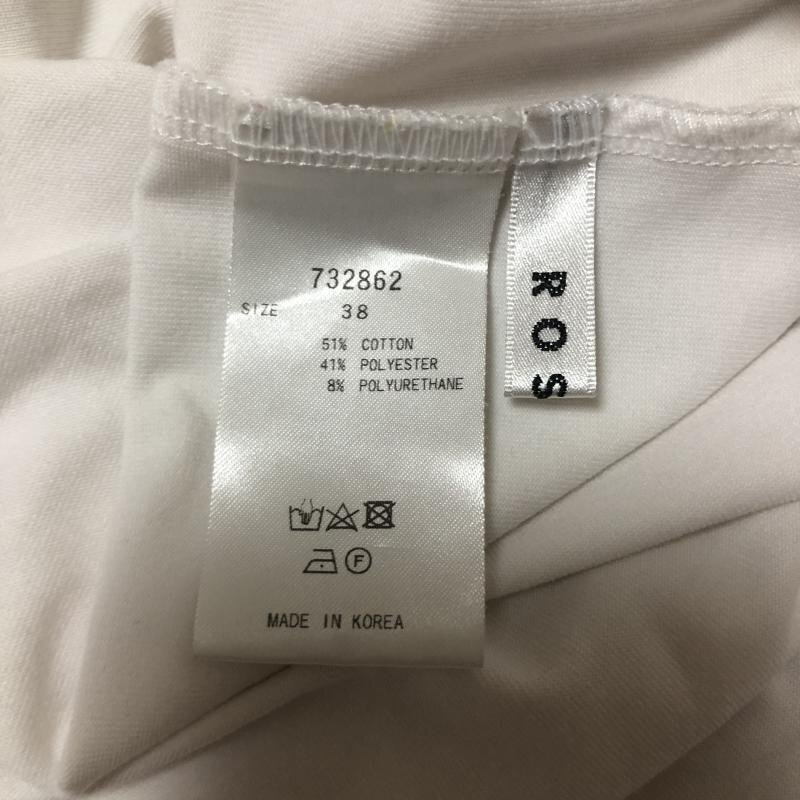 732862
SIZE 38
51% COTTON
41% POLYESTER
8% POLYURETHANE
F
MADE IN KOREA
ROS